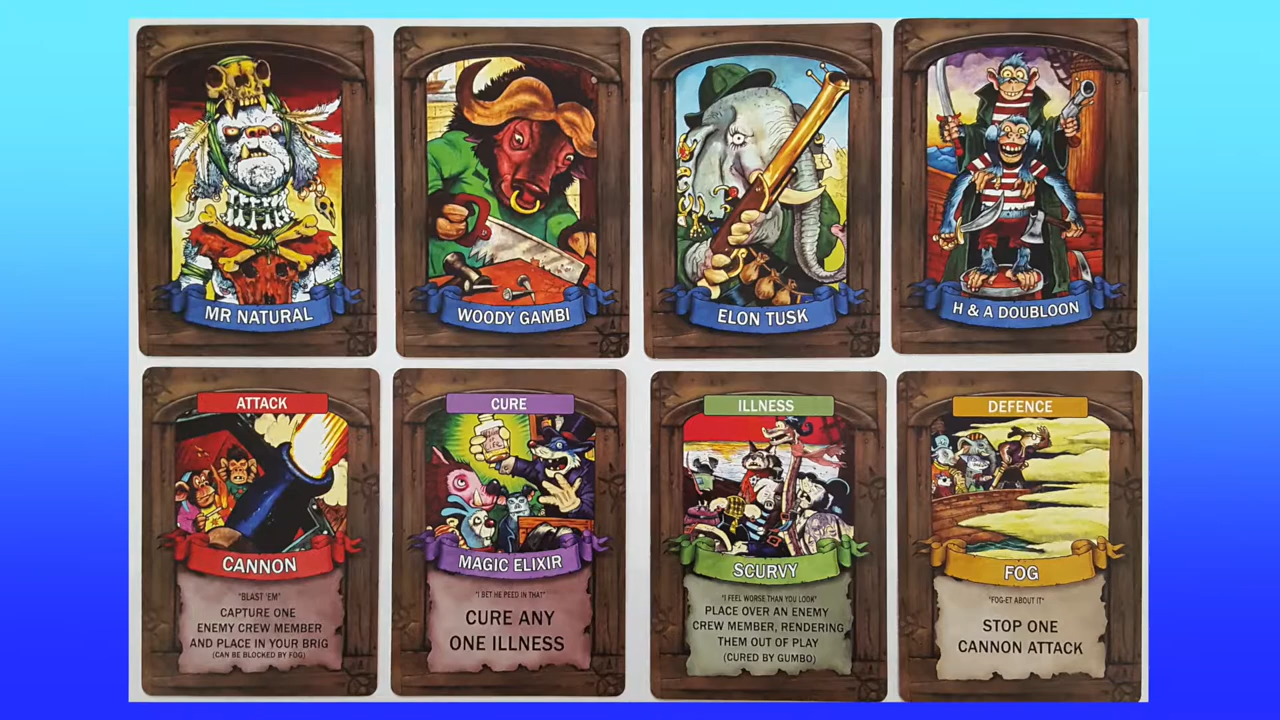 MR NATURAL
WOODY GAMBI
ELON TUSK
H & A DOUBLOON
ATTACK
CANNON
"BLAST 'EM"
CAPTURE ONE
ENEMY CREW MEMBER
AND PLACE IN YOUR BRIG
(CAN BE BLOCKED BY FOG)
CURE
MAGIC ELIXIR
"I BET HE PEED IN THAT"
CURE ANY
ONE ILLNESS
ILLNESS
SCURVY
"I FEEL WORSE THAN YOU LOOK"
PLACE OVER AN ENEMY
CREW MEMBER, RENDERING
THEM OUT OF PLAY
(CURED BY GUMBO)
DEFENCE
FOG
"FOG-ET ABOUT IT"
STOP ONE
CANNON ATTACK